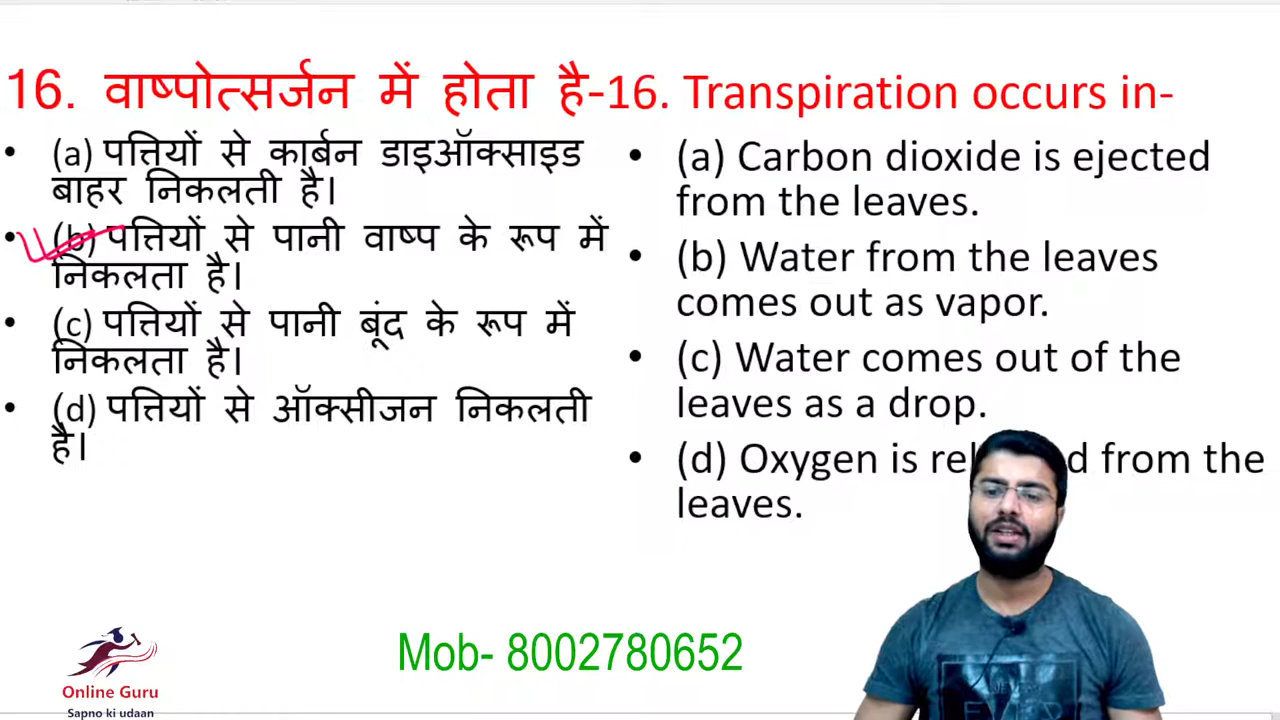 16. वाष्पोत्सर्जन में होता है-16. Transpiration occurs in-
• (a) पत्तियों से कार्बन डाइऑक्साइड
बाहर निकलती है।
• (b) पत्तियों से पानी वाष्प के रूप में
निकलता है।
• (c) पत्तियों से पानी बूंद के रूप में
निकलता है।
• (d) पत्तियों से ऑक्सीजन निकलती
है।
• (a) Carbon dioxide is ejected
from the leaves.
• (b) Water from the leaves
comes out as vapor.
• (c) Water comes out of the
leaves as a drop.
• (d) Oxygen is from the
leaves.
Mob- 8002780652
Online Guru
Sapno ki udaan